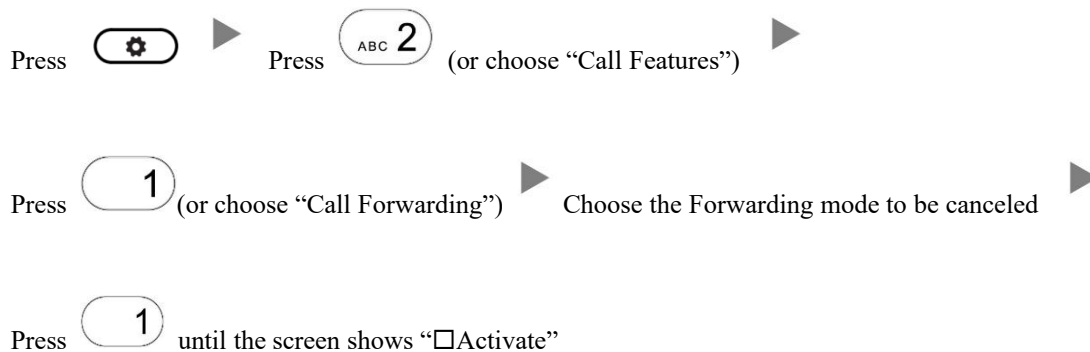 Press Press ABC 2 (or choose “Call Features”)
Press 1 (or choose “Call Forwarding”) Choose the Forwarding mode to be canceled
Press 1 until the screen shows “☐Activate”